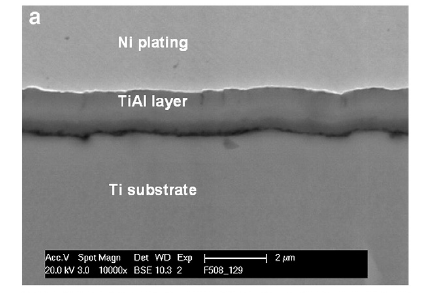 a
Ni plating
TiAl layer
Ti substrate
Acc.V Spot Magn Det WD Exp 2 μm
20.0 kV 3.0 10000x BSE 10.3 2 F508_129